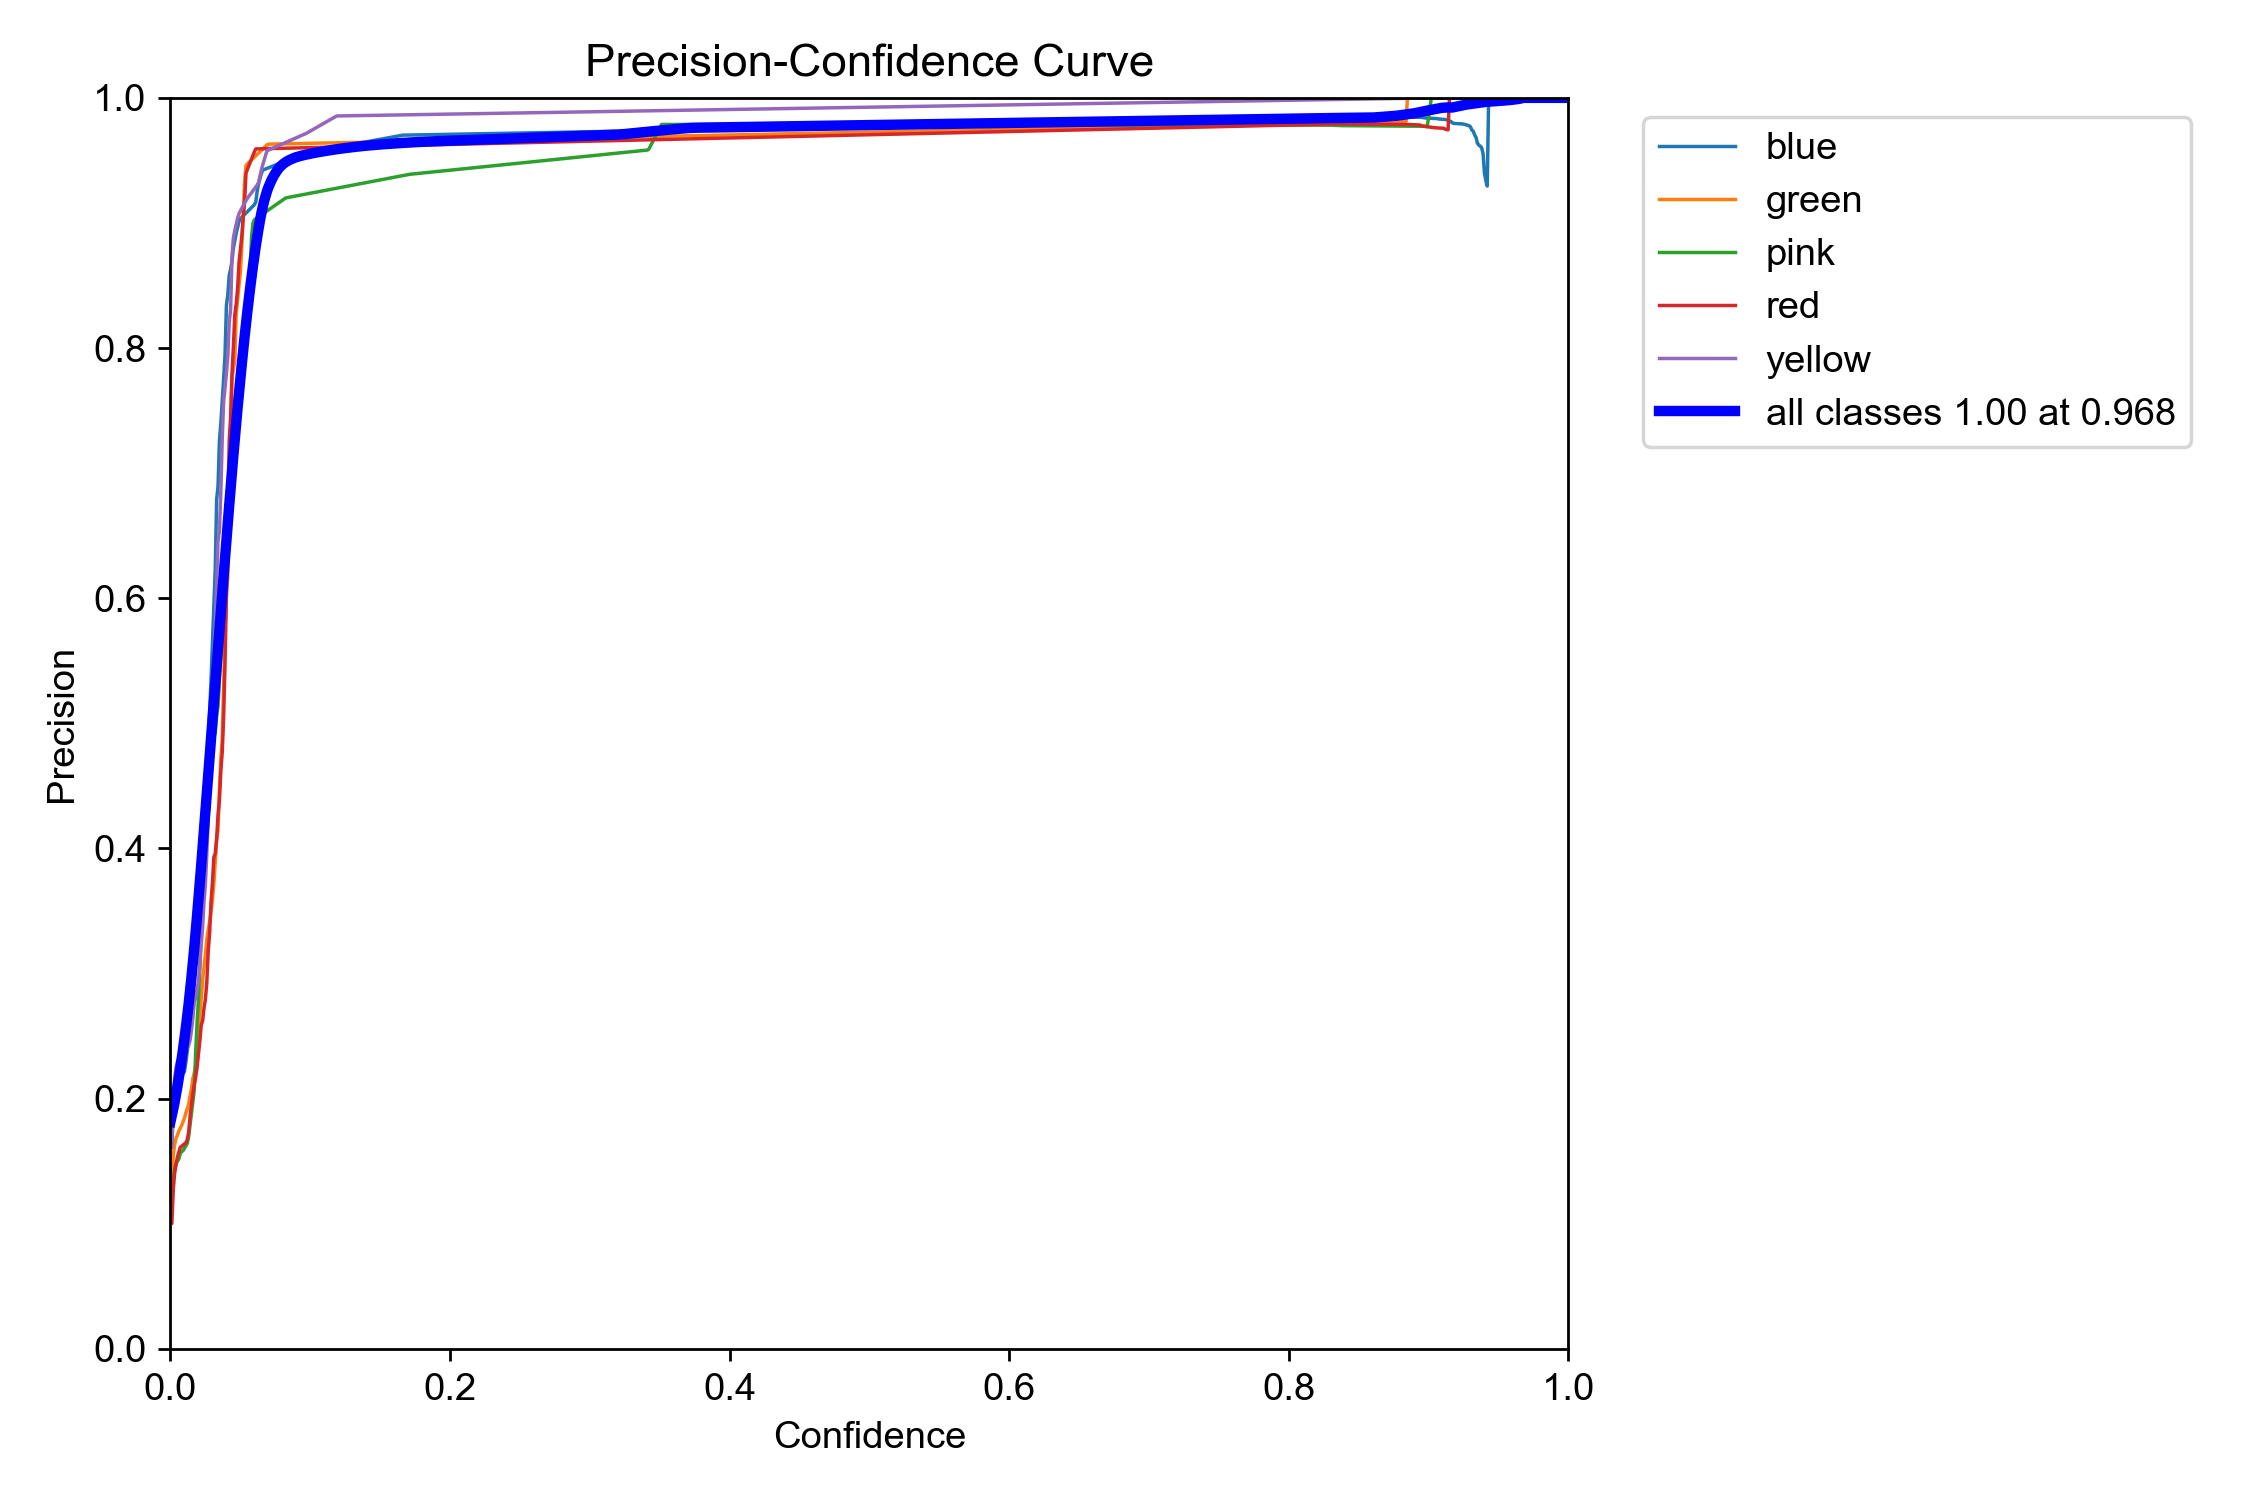 Precision-Confidence Curve
1.0
0.8
0.6
0.4
0.2
0.0
Precision
0.0 0.2 0.4 0.6 0.8 1.0
Confidence
blue
green
pink
red
yellow
all classes 1.00 at 0.968